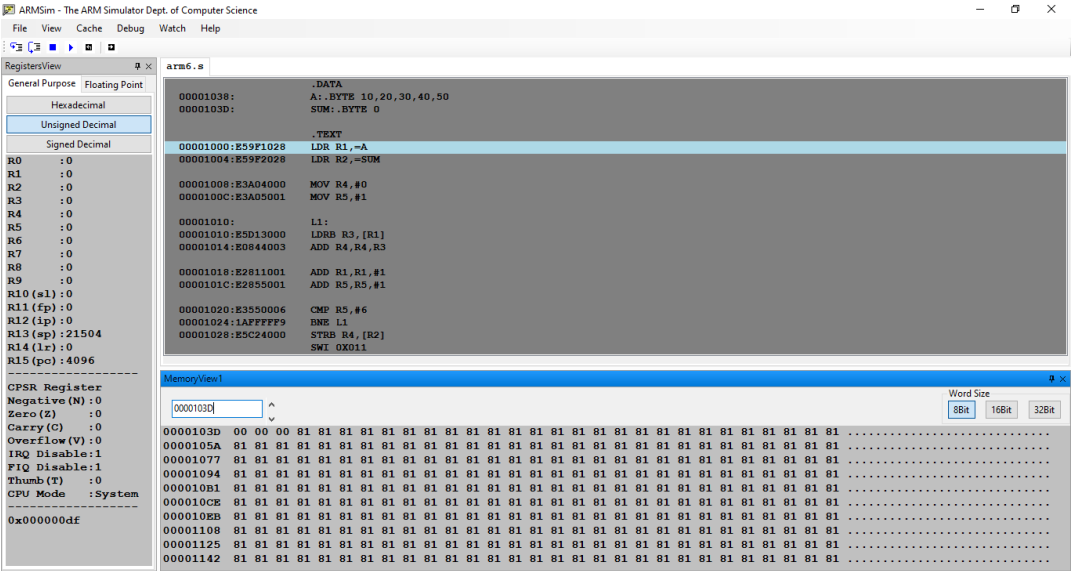 ARMSim - The ARM Simulator Dept. of Computer Science
File View Cache Debug Watch Help
RegistersView
General Purpose Floating Point
Hexadecimal
Unsigned Decimal
Signed Decimal
R0 :0
R1 :0
R2 :0
R3 :0
R4 :0
R5 :0
R6 :0
R7 :0
R8 :0
R9 :0
R10(sl):0
R11(fp):0
R12(ip):0
R13(sp):21504
R14(lr):0
R15(pc):4096
------------------
CPSR Register
Negative(N):0
Zero(Z) :0
Carry(C) :0
Overflow(V):0
IRQ Disable:1
FIQ Disable:1
Thumb(T) :0
CPU Mode :System
------------------
0x000000df
arm6.s
.DATA
00001038: A:.BYTE 10,20,30,40,50
0000103D: SUM:.BYTE 0
.TEXT
00001000:E59F1028 LDR R1,=A
00001004:E59F2028 LDR R2,=SUM
00001008:E3A04000 MOV R4,#0
0000100C:E3A05001 MOV R5,#1
00001010: L1:
00001010:E5D13000 LDRB R3,[R1]
00001014:E0844003 ADD R4,R4,R3
00001018:E2811001 ADD R1,R1,#1
0000101C:E2855001 ADD R5,R5,#1
00001020:E3550006 CMP R5,#6
00001024:1AFFFFF9 BNE L1
00001028:E5C24000 STRB R4,[R2]
SWI 0X011
MemoryView1
Word Size
0000103D
8Bit 16Bit 32Bit
0000103D 00 00 00 81 81 81 81 81 81 81 81 81 81 81 81 81 81 81 81 81 81 81 81 81 81 81 81 81 81 .............................
0000105A 81 81 81 81 81 81 81 81 81 81 81 81 81 81 81 81 81 81 81 81 81 81 81 81 81 81 81 81 81 .............................
00001077 81 81 81 81 81 81 81 81 81 81 81 81 81 81 81 81 81 81 81 81 81 81 81 81 81 81 81 81 81 .............................
00001094 81 81 81 81 81 81 81 81 81 81 81 81 81 81 81 81 81 81 81 81 81 81 81 81 81 81 81 81 81 .............................
000010B1 81 81 81 81 81 81 81 81 81 81 81 81 81 81 81 81 81 81 81 81 81 81 81 81 81 81 81 81 81 .............................
000010CE 81 81 81 81 81 81 81 81 81 81 81 81 81 81 81 81 81 81 81 81 81 81 81 81 81 81 81 81 81 .............................
000010EB 81 81 81 81 81 81 81 81 81 81 81 81 81 81 81 81 81 81 81 81 81 81 81 81 81 81 81 81 81 .............................
00001108 81 81 81 81 81 81 81 81 81 81 81 81 81 81 81 81 81 81 81 81 81 81 81 81 81 81 81 81 81 .............................
00001125 81 81 81 81 81 81 81 81 81 81 81 81 81 81 81 81 81 81 81 81 81 81 81 81 81 81 81 81 81 .............................
00001142 81 81 81 81 81 81 81 81 81 81 81 81 81 81 81 81 81 81 81 81 81 81 81 81 81 81 81 81 81 .............................